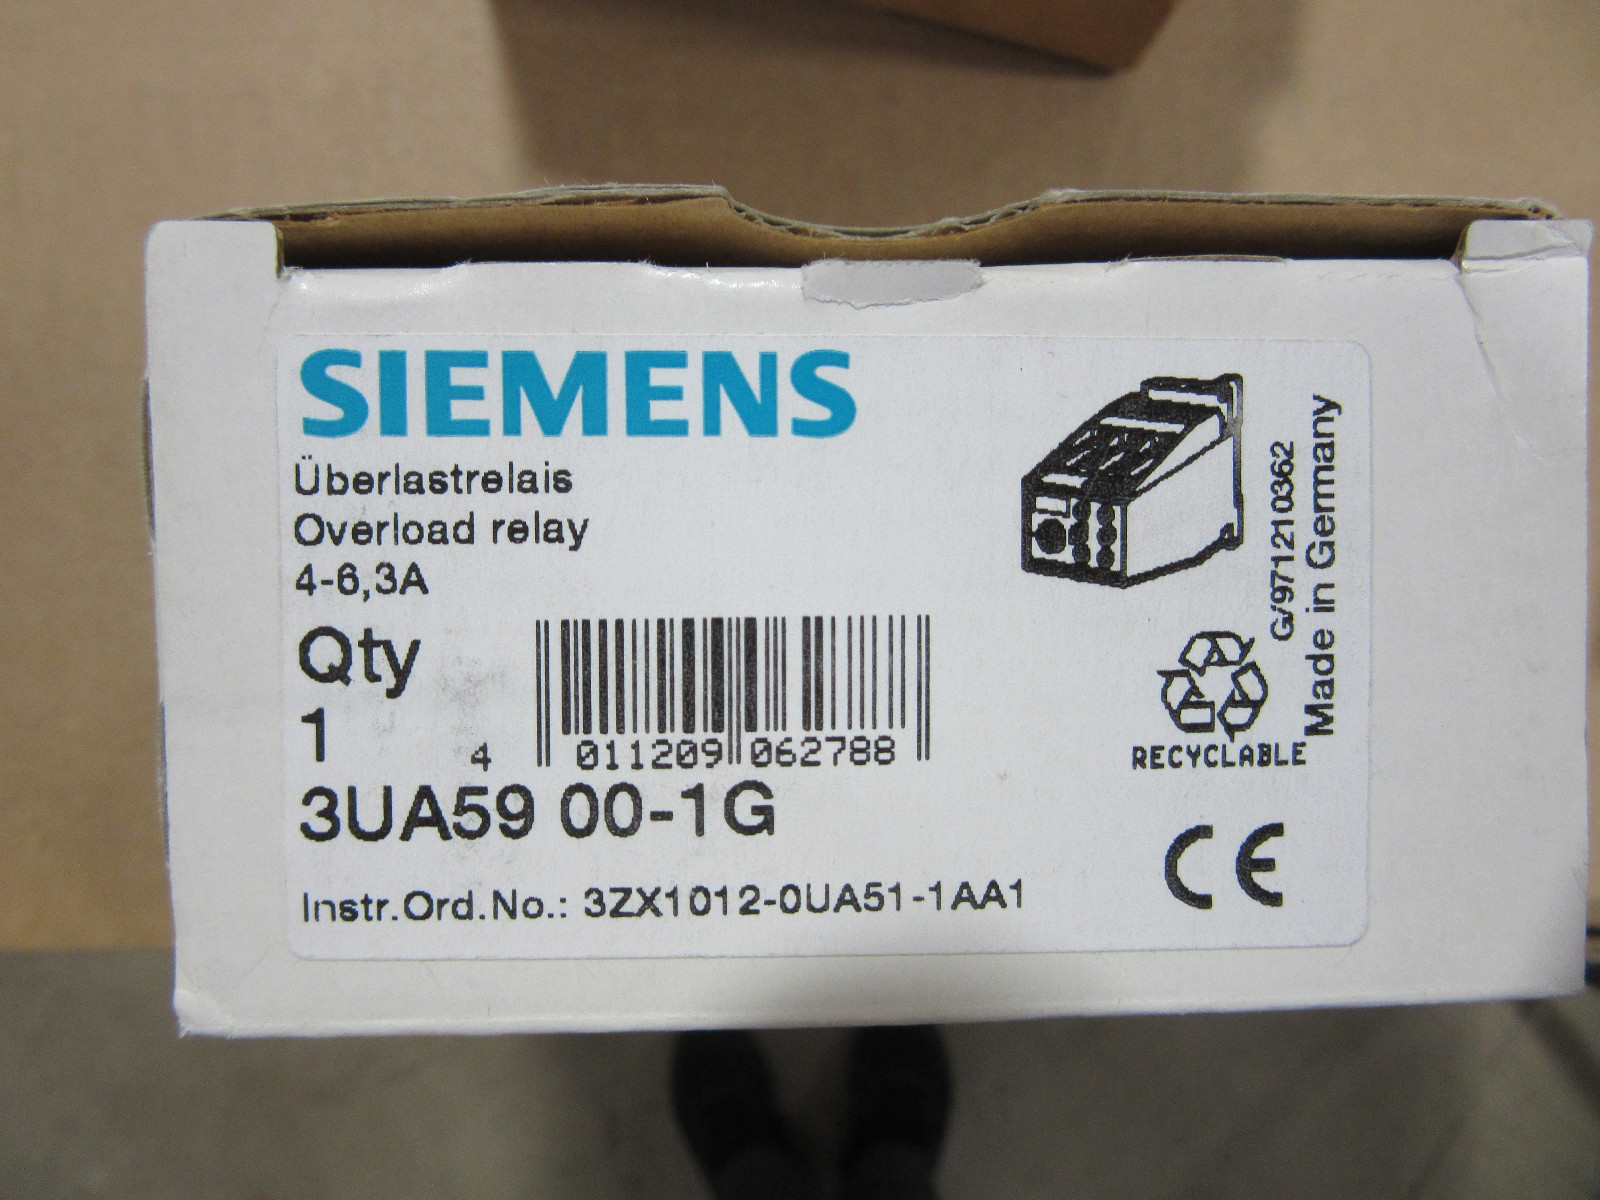 SIEMENS
Überlastrelais
Overload relay
4-6,3A
Qty
1
4 011209 062788
3UA59 00-1G
Instr.Ord.No.: 3ZX1012-0UA51-1AA1
G/971210362
Made in Germany
RECYCLABLE
CE